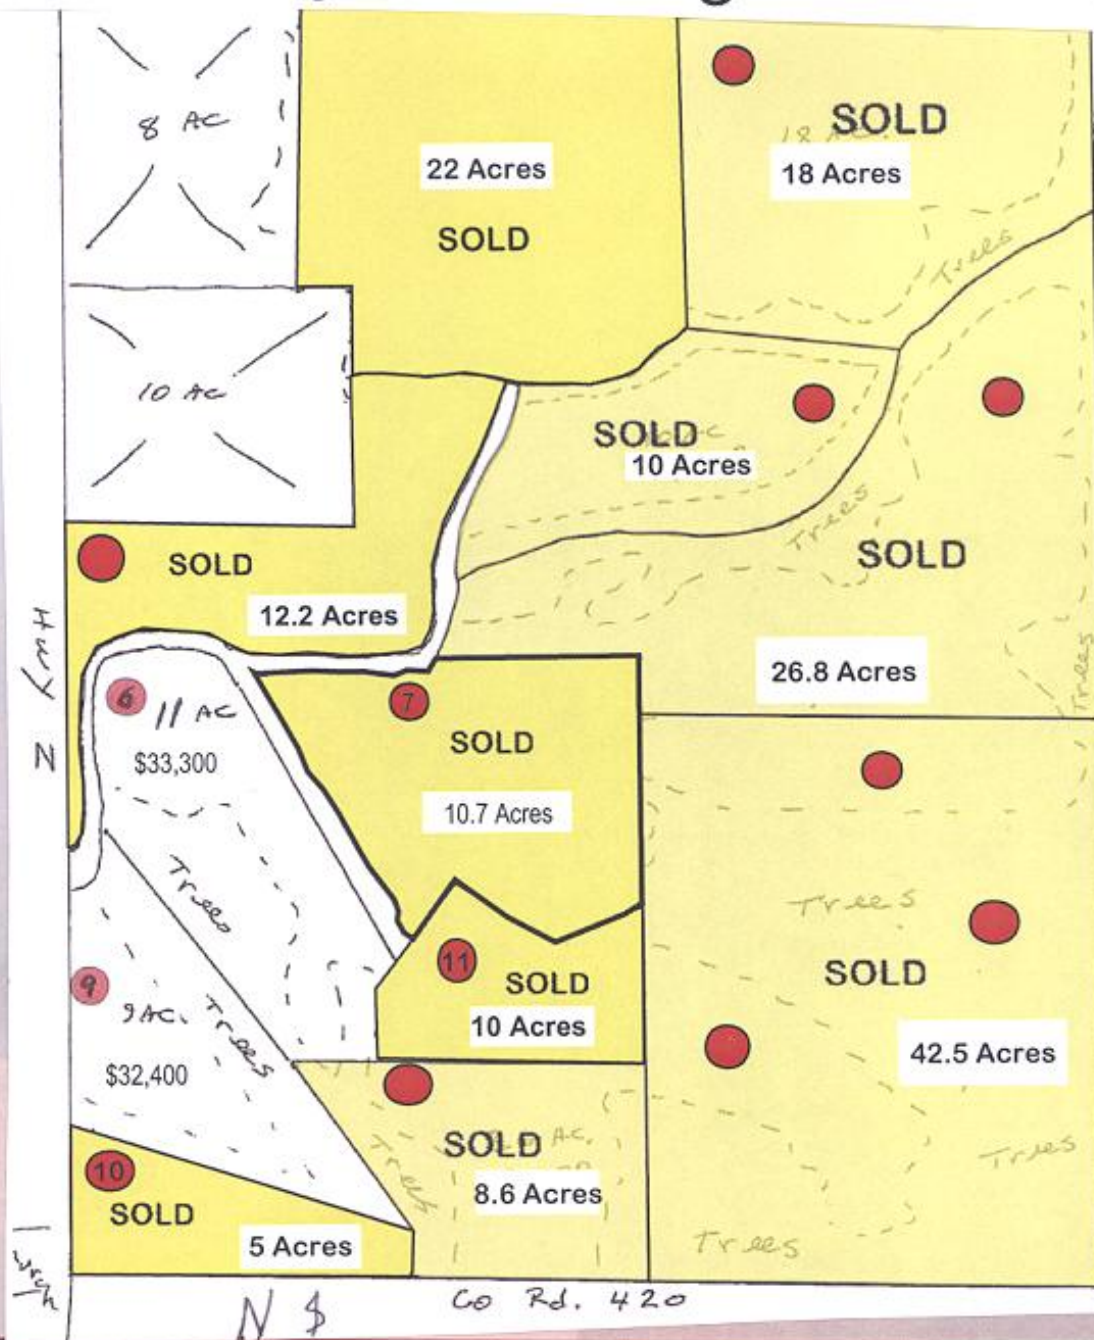 8 AC
22 Acres
SOLD
SOLD
18 Acres
Trees
10 AC
SOLD
10 Acres
Trees
SOLD
SOLD
12.2 Acres
26.8 Acres
Trees
HWY Z
6
11 AC
$33,300
7
SOLD
10.7 Acres
Trees
Trees
SOLD
42.5 Acres
Trees
Trees
9
9 AC.
$32,400
Trees
11
SOLD
10 Acres
SOLD
8.6 Acres
Trees
10
SOLD
5 Acres
N $
Co Rd. 420